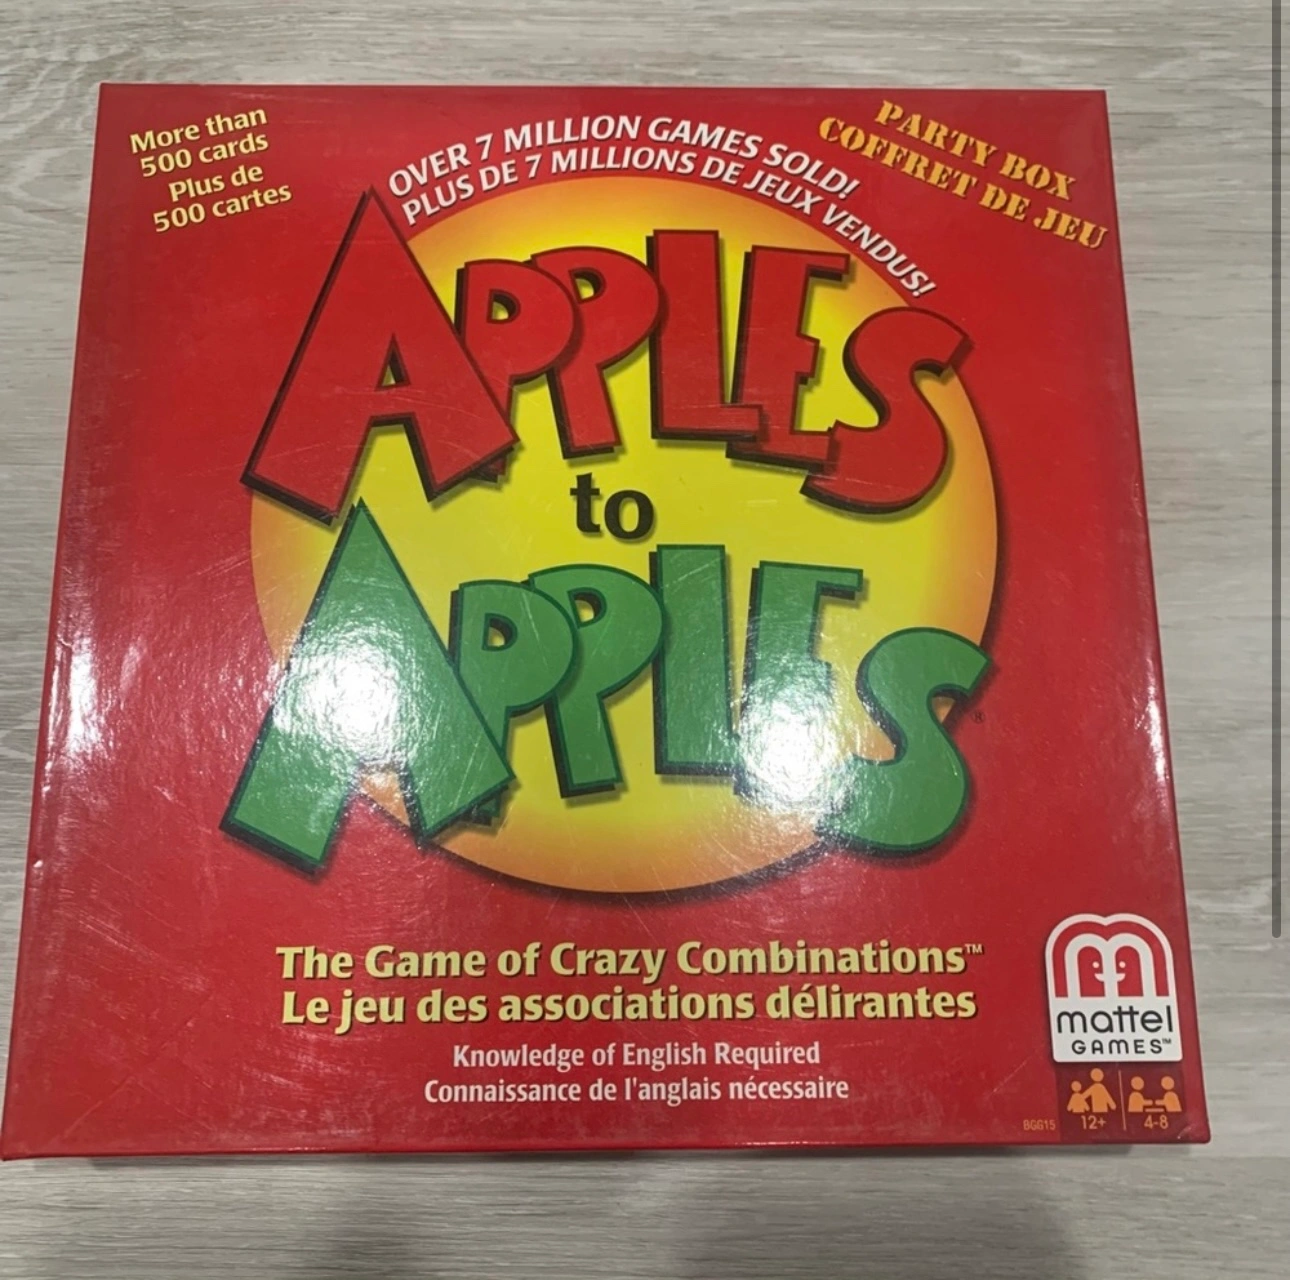 More than
500 cards
Plus de
500 cartes
OVER 7 MILLION GAMES SOLD!
PLUS DE 7 MILLIONS DE JEUX VENDUS!
PARTY BOX
COFFRET DE JEU
APPLES
to
APPLES®
The Game of Crazy Combinations™
Le jeu des associations délirantes
Knowledge of English Required
Connaissance de l'anglais nécessaire
mattel
GAMES™
BGG15
12+
4-8